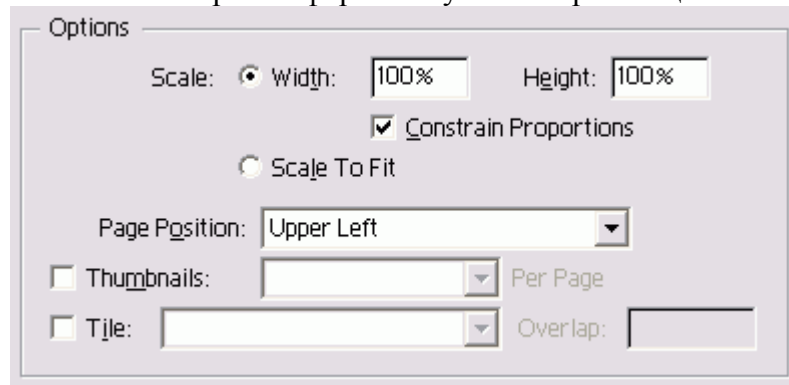 Options
Scale: Width: 100% Height: 100%
Constrain Proportions
Scale To Fit
Page Position: Upper Left
Thumbnails: Per Page
Tile: Overlap: